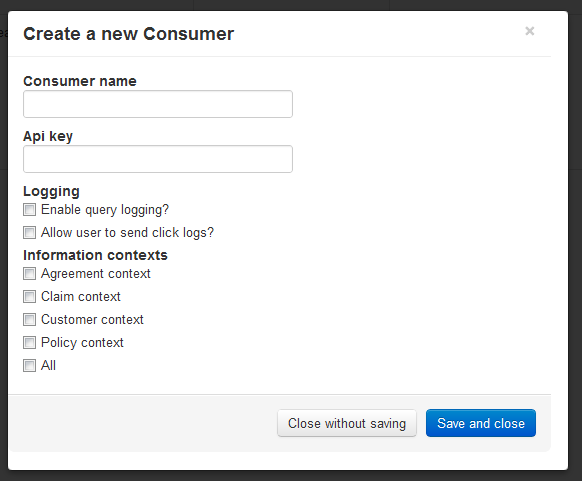 Create a new Consumer ×
Consumer name
Api key
Logging
Enable query logging?
Allow user to send click logs?
Information contexts
Agreement context
Claim context
Customer context
Policy context
All
Close without saving Save and close